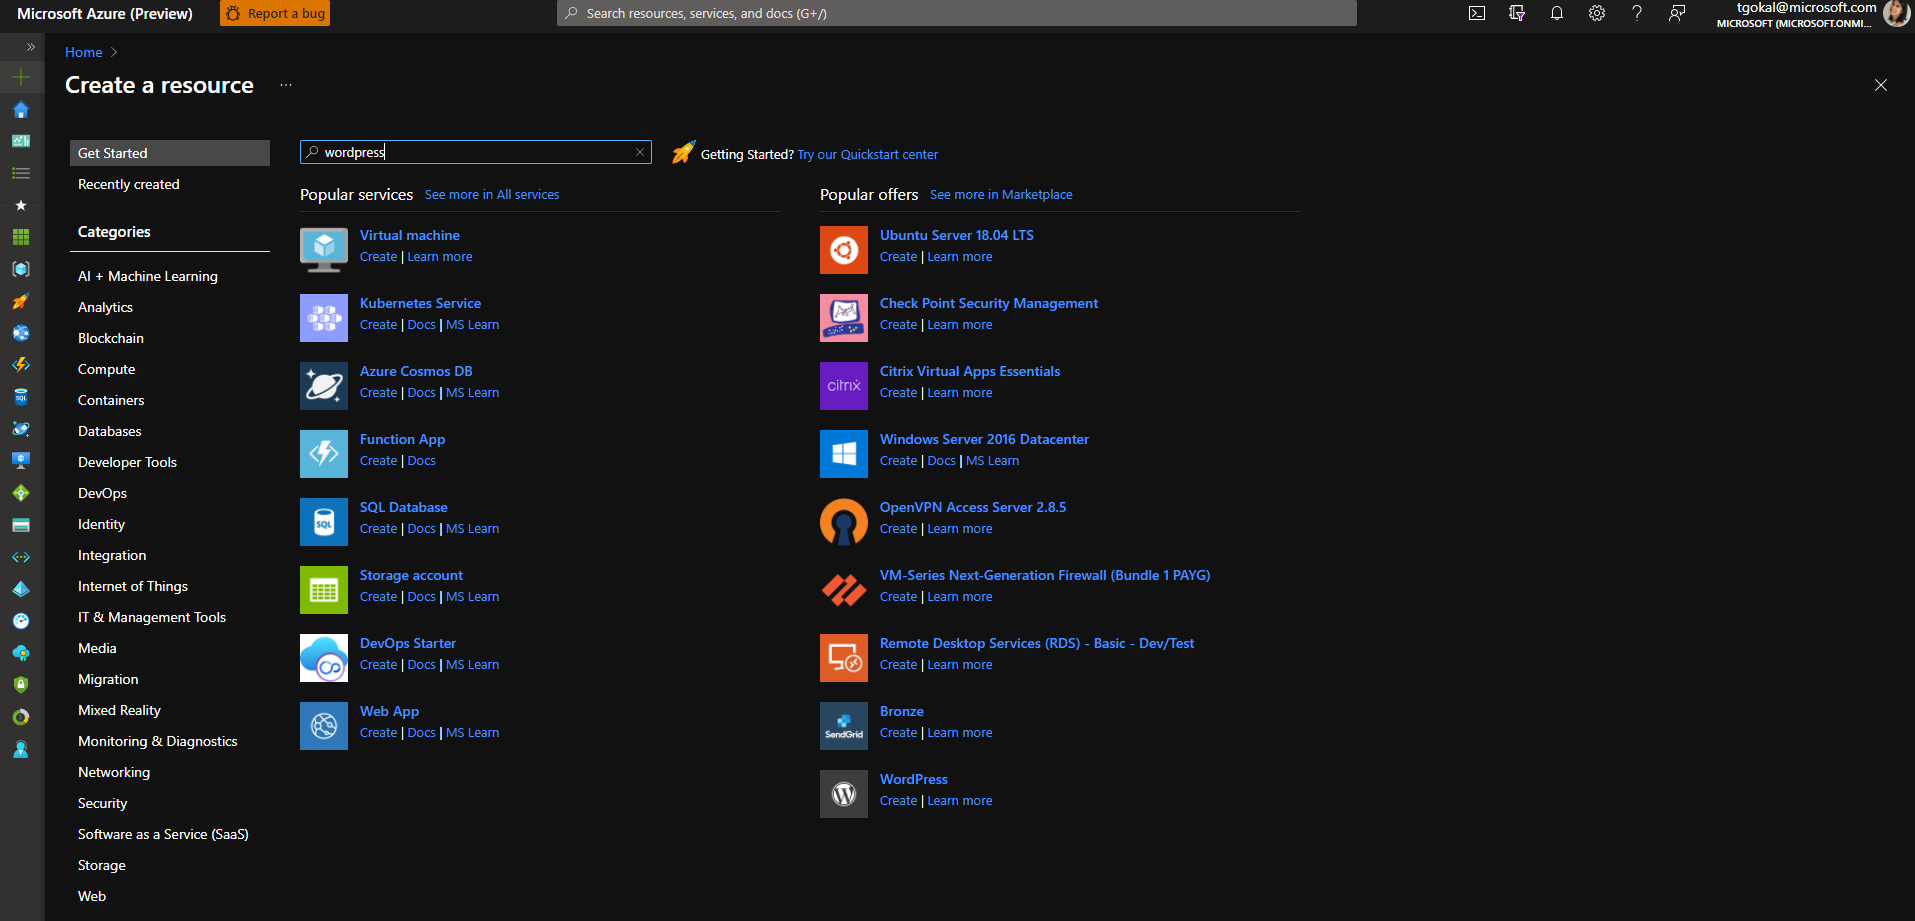 Microsoft Azure (Preview)
Report a bug
Search resources, services, and docs (G+/)
tgokal@microsoft.com
MICROSOFT (MICROSOFT.ONMI...
Home
Create a resource
...
Get Started
Recently created
Categories
AI + Machine Learning
Analytics
Blockchain
Compute
Containers
Databases
Developer Tools
DevOps
Identity
Integration
Internet of Things
IT & Management Tools
Media
Migration
Mixed Reality
Monitoring & Diagnostics
Networking
Security
Software as a Service (SaaS)
Storage
Web
wordpress
Getting Started? Try our Quickstart center
Popular services See more in All services
Virtual machine
Create | Learn more
Kubernetes Service
Create | Docs | MS Learn
Azure Cosmos DB
Create | Docs | MS Learn
Function App
Create | Docs
SQL
SQL Database
Create | Docs | MS Learn
Storage account
Create | Docs | MS Learn
DevOps Starter
Create | Docs | MS Learn
Web App
Create | Docs | MS Learn
Popular offers See more in Marketplace
Ubuntu Server 18.04 LTS
Create | Learn more
Check Point Security Management
Create | Learn more
citrix
Citrix Virtual Apps Essentials
Create | Learn more
Windows Server 2016 Datacenter
Create | Docs | MS Learn
OpenVPN Access Server 2.8.5
Create | Learn more
VM-Series Next-Generation Firewall (Bundle 1 PAYG)
Create | Learn more
Remote Desktop Services (RDS) - Basic - Dev/Test
Create | Learn more
SendGrid
Bronze
Create | Learn more
WordPress
Create | Learn more